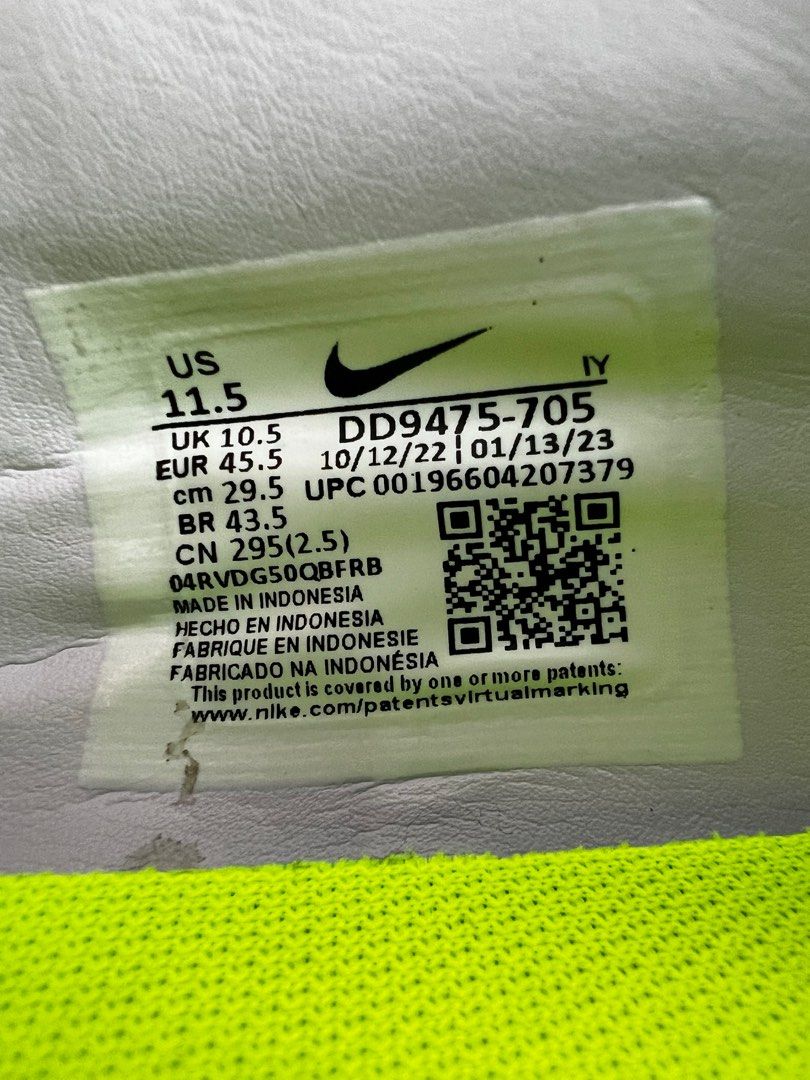 US
11.5
IY
UK 10.5
DD9475-705
EUR 45.5
10/12/22 | 01/13/23
cm 29.5
UPC 00196604207379
BR 43.5
CN 295(2.5)
04RVDG50QBFRB
MADE IN INDONESIA
HECHO EN INDONESIA
FABRIQUE EN INDONESIE
FABRICADO NA INDONÉSIA
This product is covered by one or more patents:
www.nike.com/patentsvirtualmarking